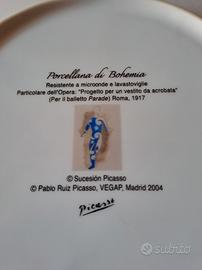 Porcellana di Bohemia
Resistente a microonde e lavastoviglie
Particolare dell'Opera: "Progetto per un vestito da acrobata"
(Per il balletto Parade) Roma, 1917
© Sucesión Picasso
© Pablo Ruiz Picasso, VEGAP, Madrid 2004
Picasso
subito